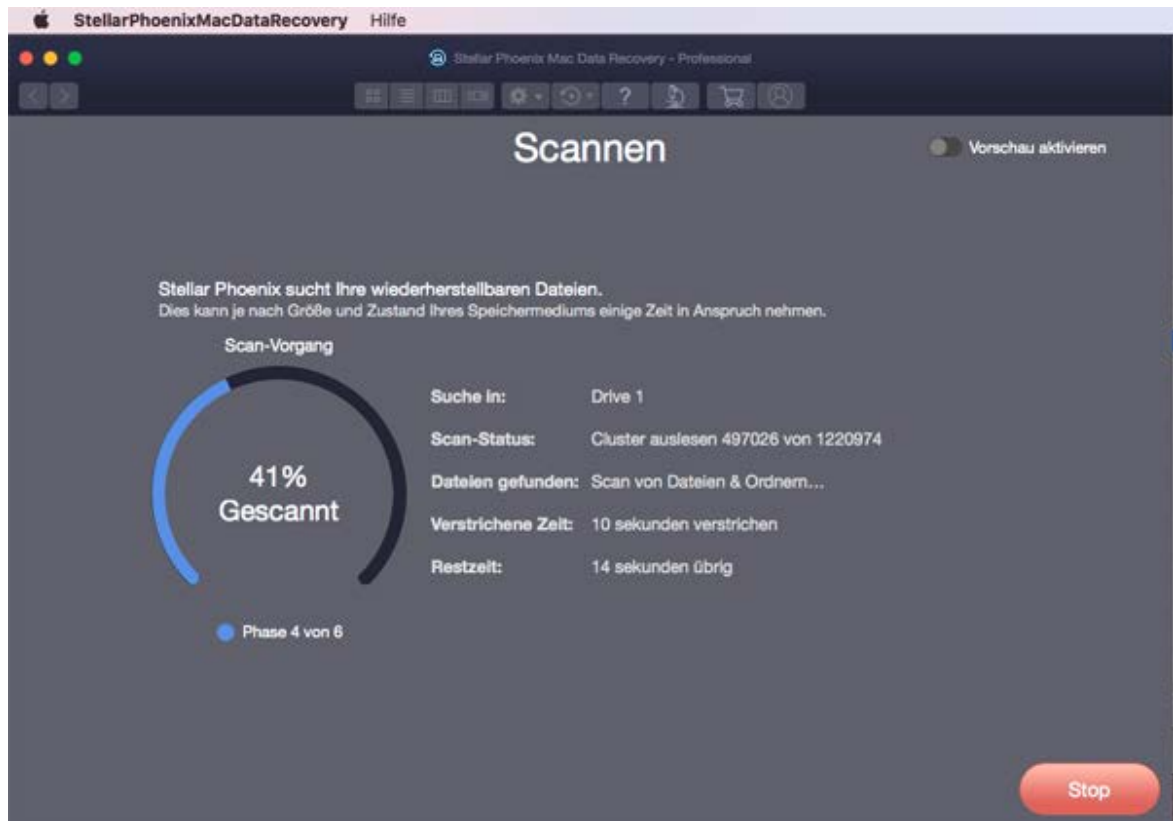 StellarPhoenixMacDataRecovery Hilfe
Stellar Phoenix Mac Data Recovery - Professional
?
Scannen
Vorschau aktivieren
Stellar Phoenix sucht Ihre wiederherstellbaren Dateien.
Dies kann je nach Größe und Zustand Ihres Speichermediums einige Zeit in Anspruch nehmen.
Scan-Vorgang
41%
Gescannt
Phase 4 von 6
Suche in: Drive 1
Scan-Status: Cluster auslesen 497026 von 1220974
Dateien gefunden: Scan von Dateien & Ordnern...
Verstrichene Zeit: 10 sekunden verstrichen
Restzeit: 14 sekunden übrig
Stop